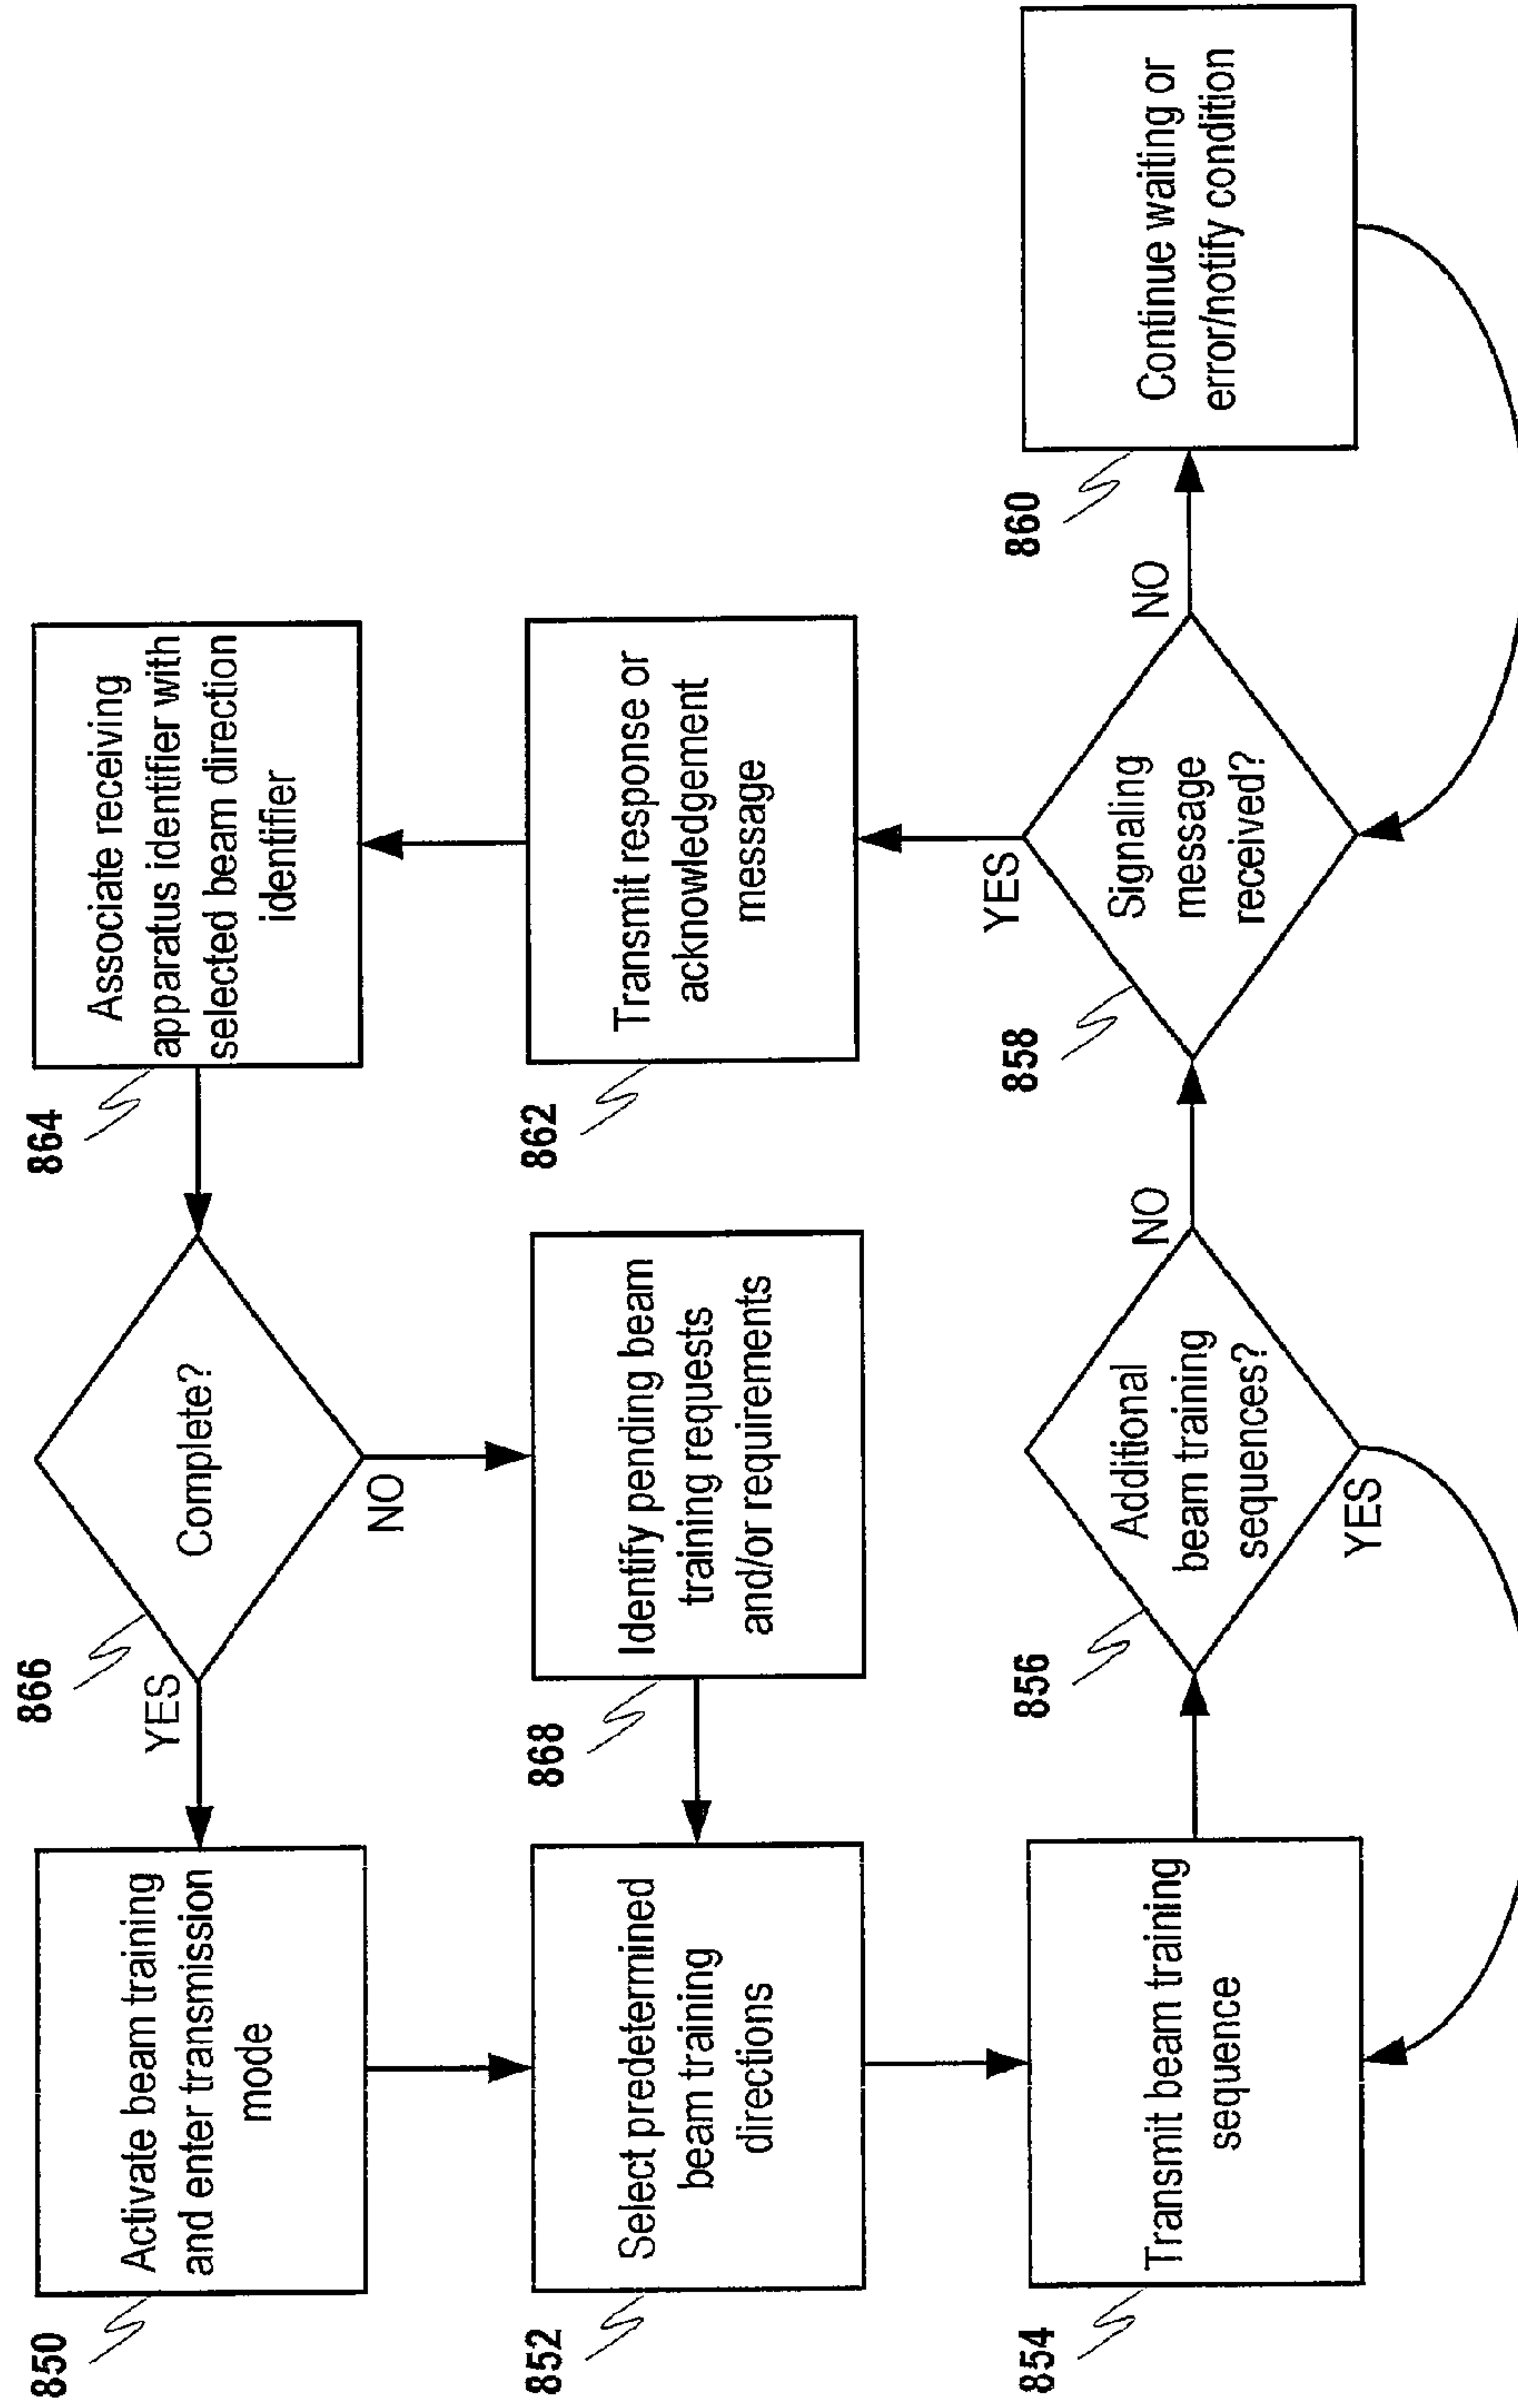 850
Activate beam training
and enter transmission
mode
YES
866
Complete?
NO
864
Associate receiving
apparatus identifier with
selected beam direction
identifier
852
Select predetermined
beam training
directions
868
Identify pending beam
training requests
and/or requirements
862
Transmit response or
acknowledgement
message
854
Transmit beam training
sequence
856
Additional
beam training
sequences?
YES
NO
858
Signaling
message
received?
YES
NO
860
Continue waiting or
error/notify condition